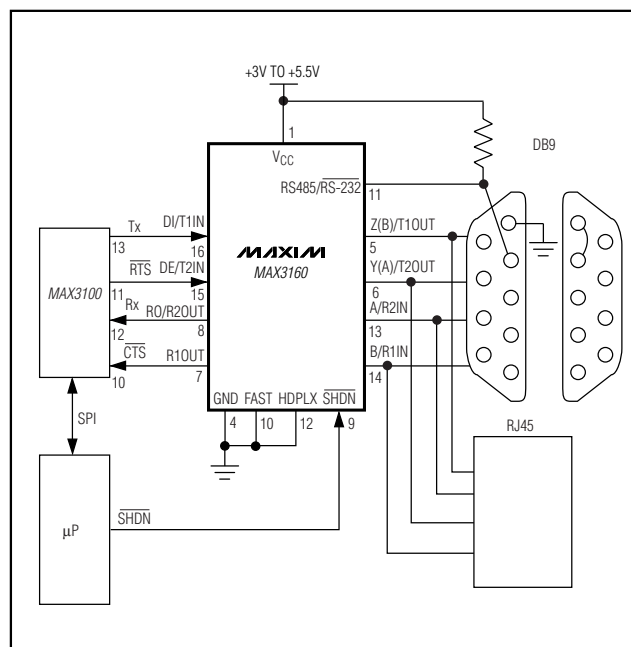 +3V TO +5.5V
1
VCC
DB9
RS485/RS-232
11
Tx
DI/T1IN
13
16
Z(B)/T1OUT
5
MAXIM
MAX3160
MAX3100
RTS
DE/T2IN
11
15
Y(A)/T2OUT
6
Rx
RO/R2OUT
12
8
A/R2IN
13
CTS
R1OUT
10
7
B/R1IN
14
GND
FAST
HDPLX
SHDN
4
10
12
9
SPI
RJ45
µP
SHDN